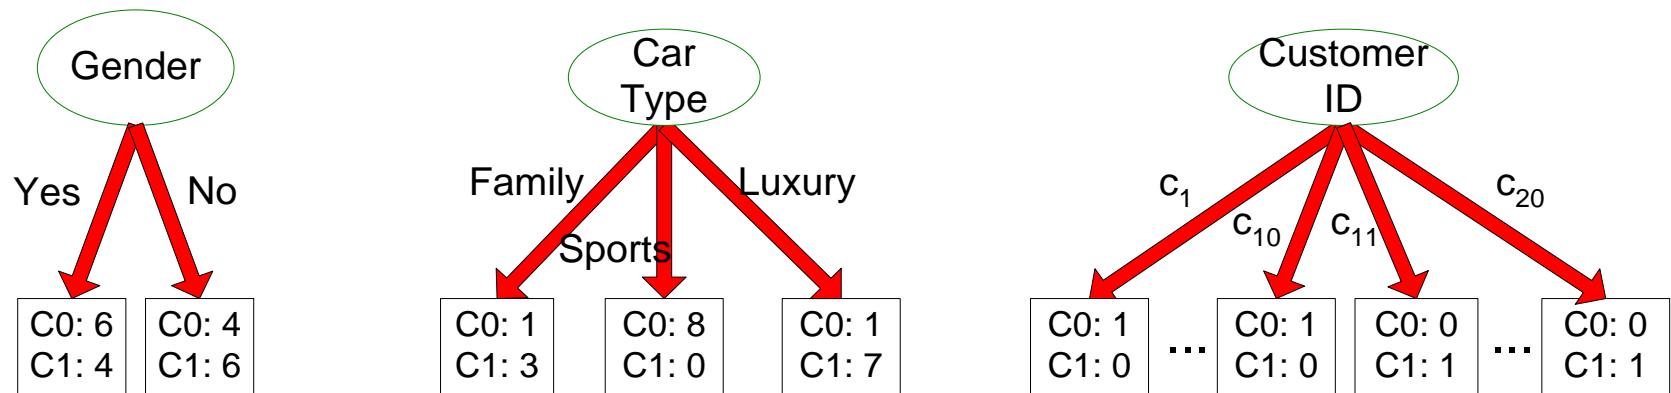 Gender
Yes
No
C0: 6
C1: 4
C0: 4
C1: 6
Car
Type
Family
Sports
Luxury
C0: 1
C1: 3
C0: 8
C1: 0
C0: 1
C1: 7
Customer
ID
c1
c10
c11
c20
C0: 1
C1: 0
...
C0: 1
C1: 0
C0: 0
C1: 1
...
C0: 0
C1: 1